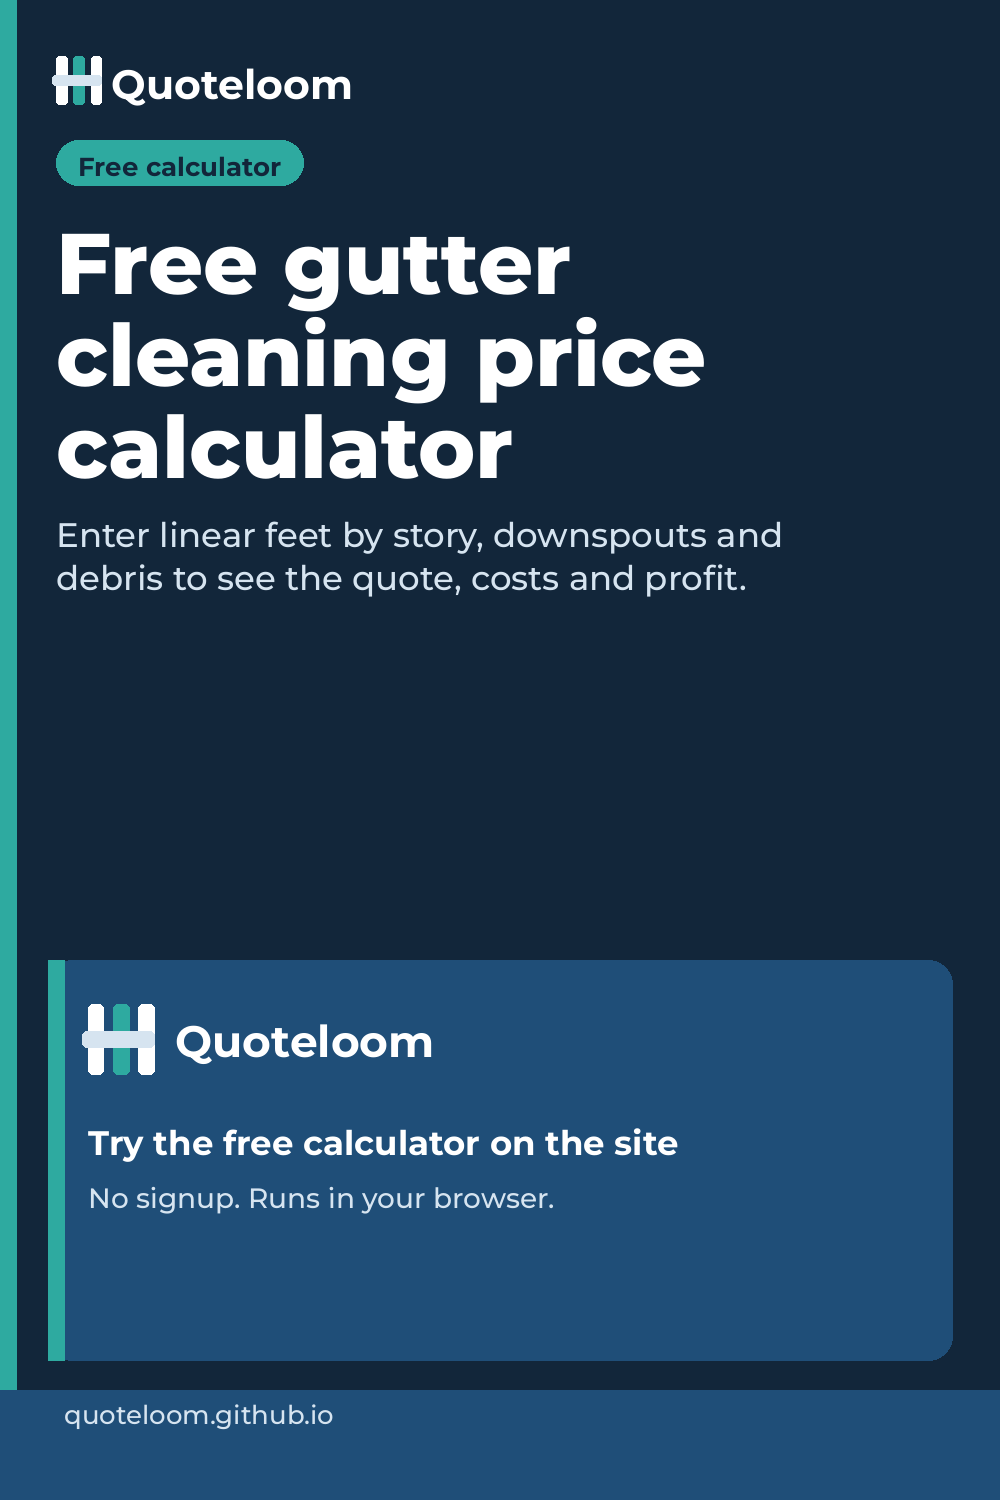 Quoteloom
Free calculator
Free gutter
cleaning price
calculator
Enter linear feet by story, downspouts and
debris to see the quote, costs and profit.
Quoteloom
Try the free calculator on the site
No signup. Runs in your browser.
quoteloom.github.io